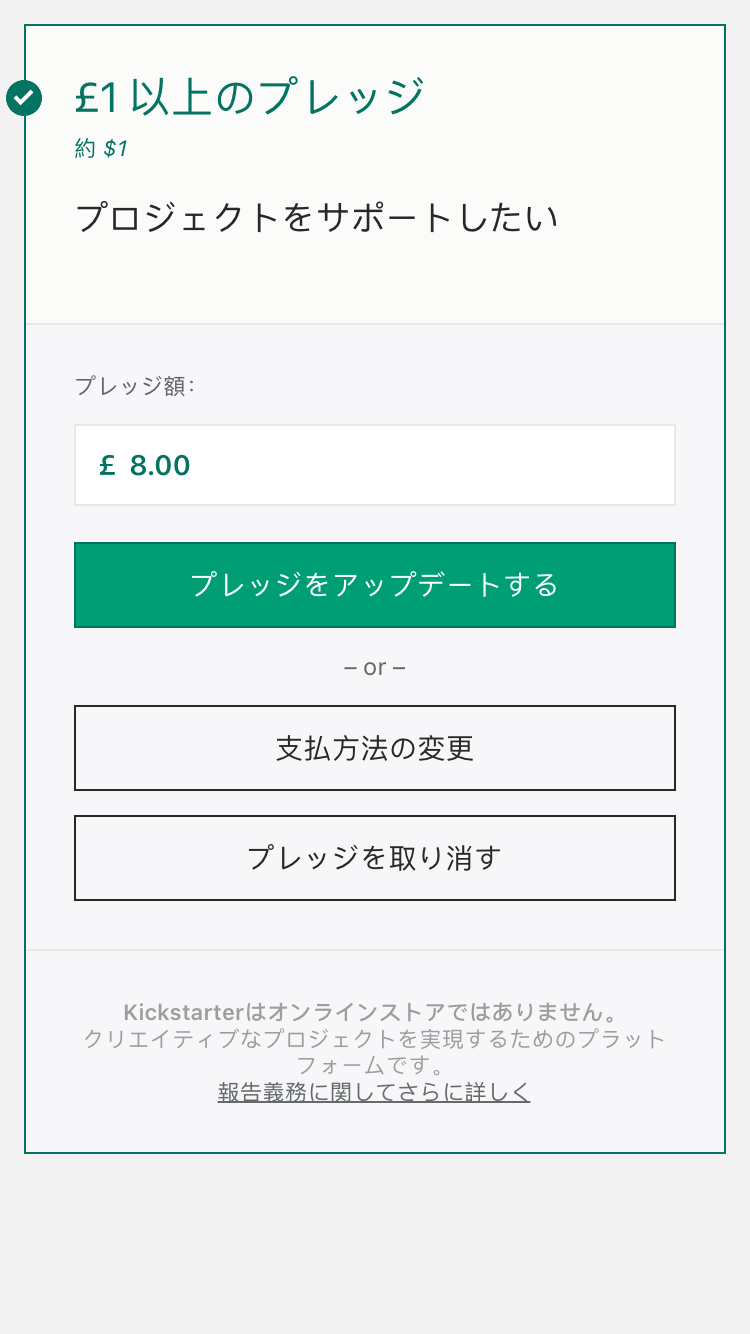 £1 以上のプレッジ
約 $1
プロジェクトをサポートしたい
プレッジ額:
£ 8.00
プレッジをアップデートする
– or –
支払方法の変更
プレッジを取り消す
Kickstarterはオンラインストアではありません。
クリエイティブなプロジェクトを実現するためのプラット
フォームです。
報告義務に関してさらに詳しく